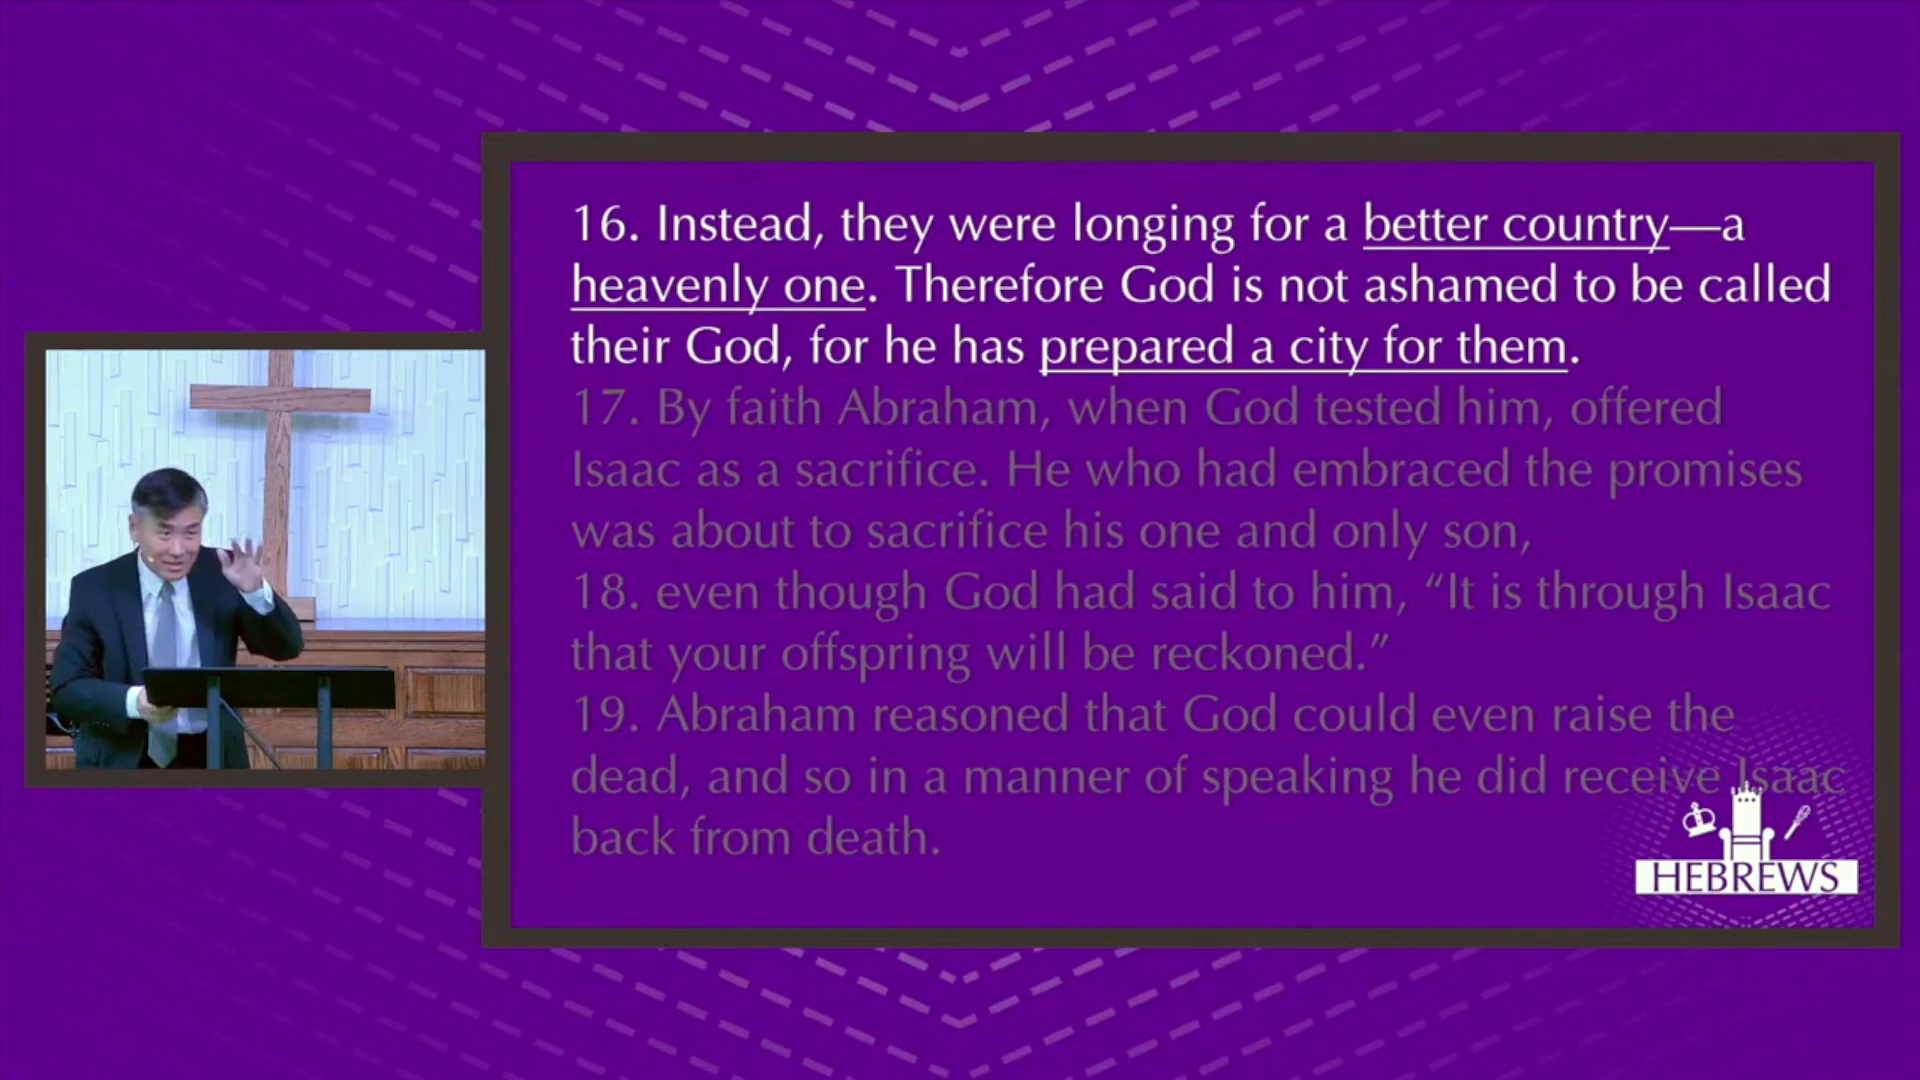 16. Instead, they were longing for a better country—a
heavenly one. Therefore God is not ashamed to be called
their God, for he has prepared a city for them.
17. By faith Abraham, when God tested him, offered
Isaac as a sacrifice. He who had embraced the promises
was about to sacrifice his one and only son,
18. even though God had said to him, “It is through Isaac
that your offspring will be reckoned.”
19. Abraham reasoned that God could even raise the
dead, and so in a manner of speaking he did receive Isaac
back from death.
HEBREWS